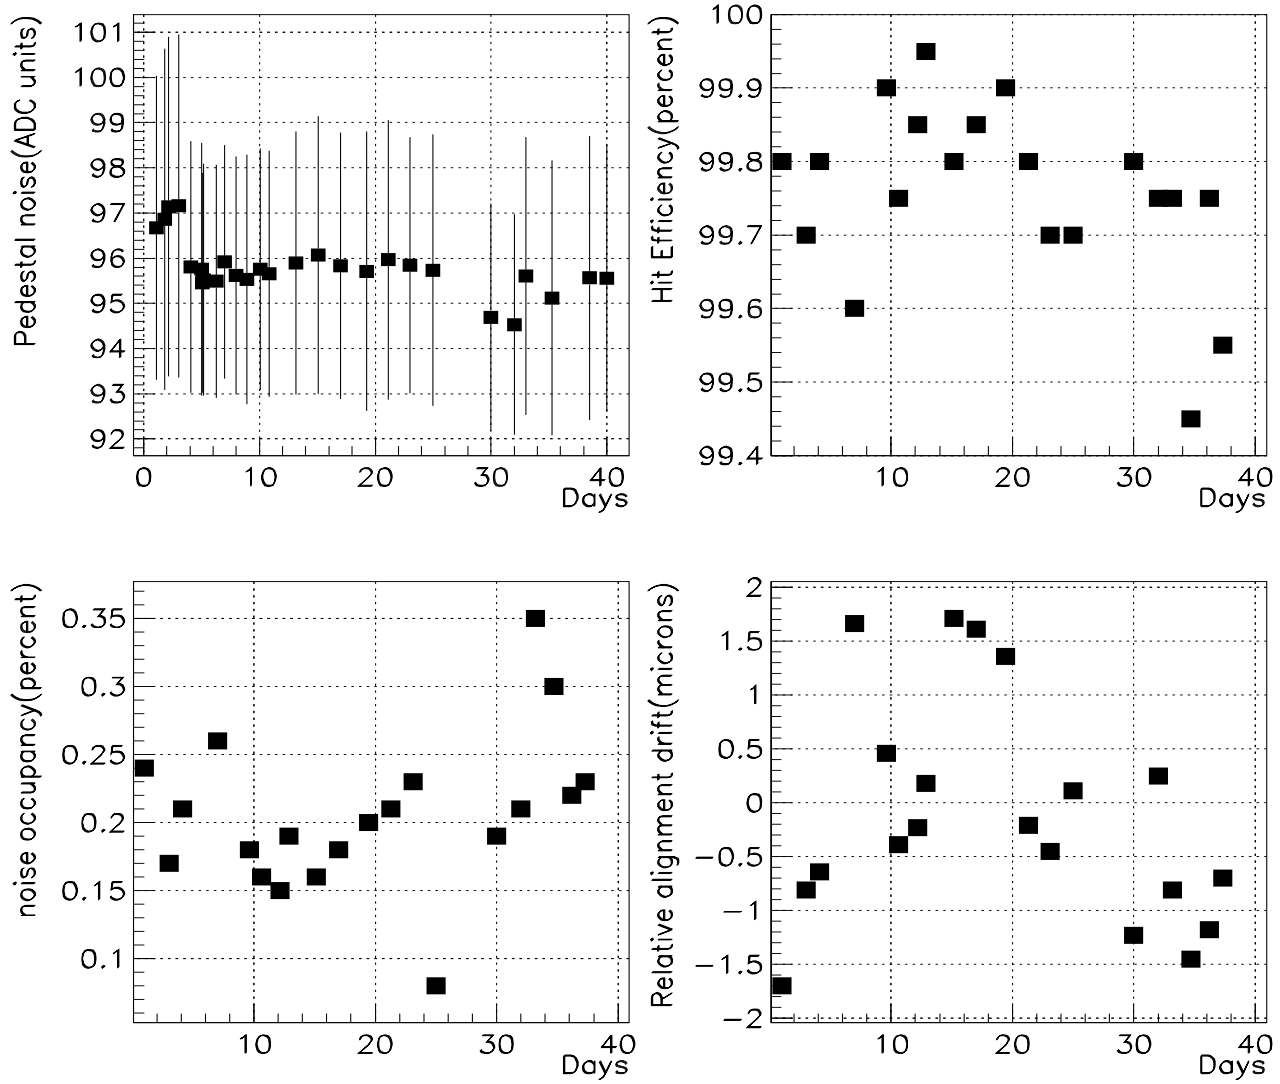 Pedestal noise(ADC units)
101
100
99
98
97
96
95
94
93
92
0 10 20 30 40
Days
Hit Efficiency(percent)
100
99.9
99.8
99.7
99.6
99.5
99.4
10 20 30 40
Days
noise occupancy(percent)
0.35
0.3
0.25
0.2
0.15
0.1
10 20 30 40
Days
Relative alignment drift(microns)
2
1.5
1
0.5
0
−0.5
−1
−1.5
−2
10 20 30 40
Days